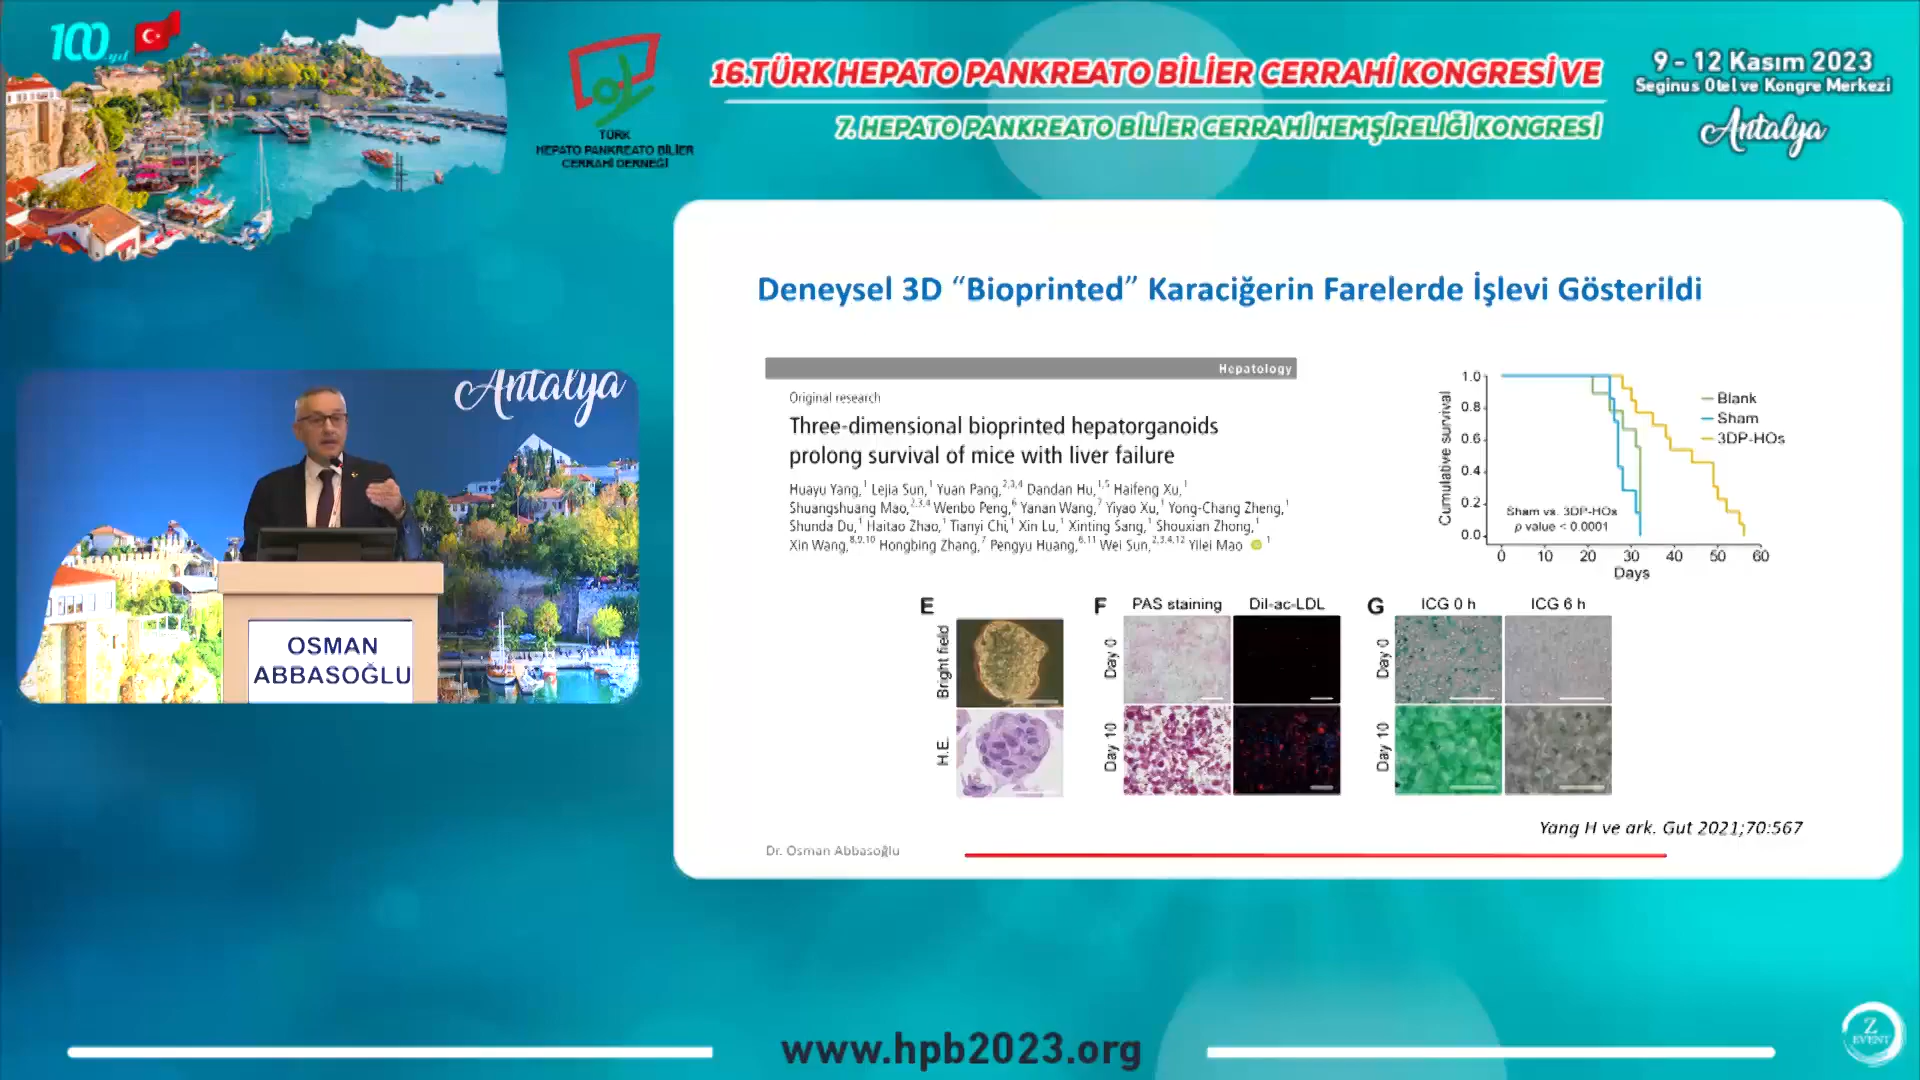 100.yıl
TÜRK
HEPATO PANKREATO BİLİER
CERRAHİ DERNEĞİ
16.TÜRK HEPATO PANKREATO BİLİER CERRAHİ KONGRESİ VE
7. HEPATO PANKREATO BİLİER CERRAHİ HEMŞİRELİĞİ KONGRESİ
9 - 12 Kasım 2023
Seginus Otel ve Kongre Merkezi
Antalya
Antalya
OSMAN
ABBASOĞLU
Deneysel 3D “Bioprinted” Karaciğerin Farelerde İşlevi Gösterildi
Hepatology
Original research
Three-dimensional bioprinted hepatorganoids
prolong survival of mice with liver failure
Huayu Yang,1 Lejia Sun,1 Yuan Pang,2,3,4 Dandan Hu,1,5 Haifeng Xu,1
Shuangshuang Mao,2,3,4 Wenbo Peng,6 Yanan Wang,7 Yiyao Xu,1 Yong-Chang Zheng,1
Shunda Du,1 Haitao Zhao,1 Tianyi Chi,1 Xin Lu,1 Xinting Sang,1 Shouxian Zhong,1
Xin Wang,8,9,10 Hongbing Zhang,7 Pengyu Huang,6,11 Wei Sun,2,3,4,12 Yilei Mao 1
Cumulative survival
1.0
0.8
0.6
0.4
0.2
0.0
Blank
Sham
3DP-HOs
Sham vs. 3DP-HOs
p value < 0.0001
0 10 20 30 40 50 60
Days
E
Bright field
H.E.
F
PAS staining Dil-ac-LDL
Day 0
Day 10
G
ICG 0 h ICG 6 h
Day 0
Day 10
Yang H ve ark. Gut 2021;70:567
Dr. Osman Abbasoğlu
www.hpb2023.org
Z
EVENT